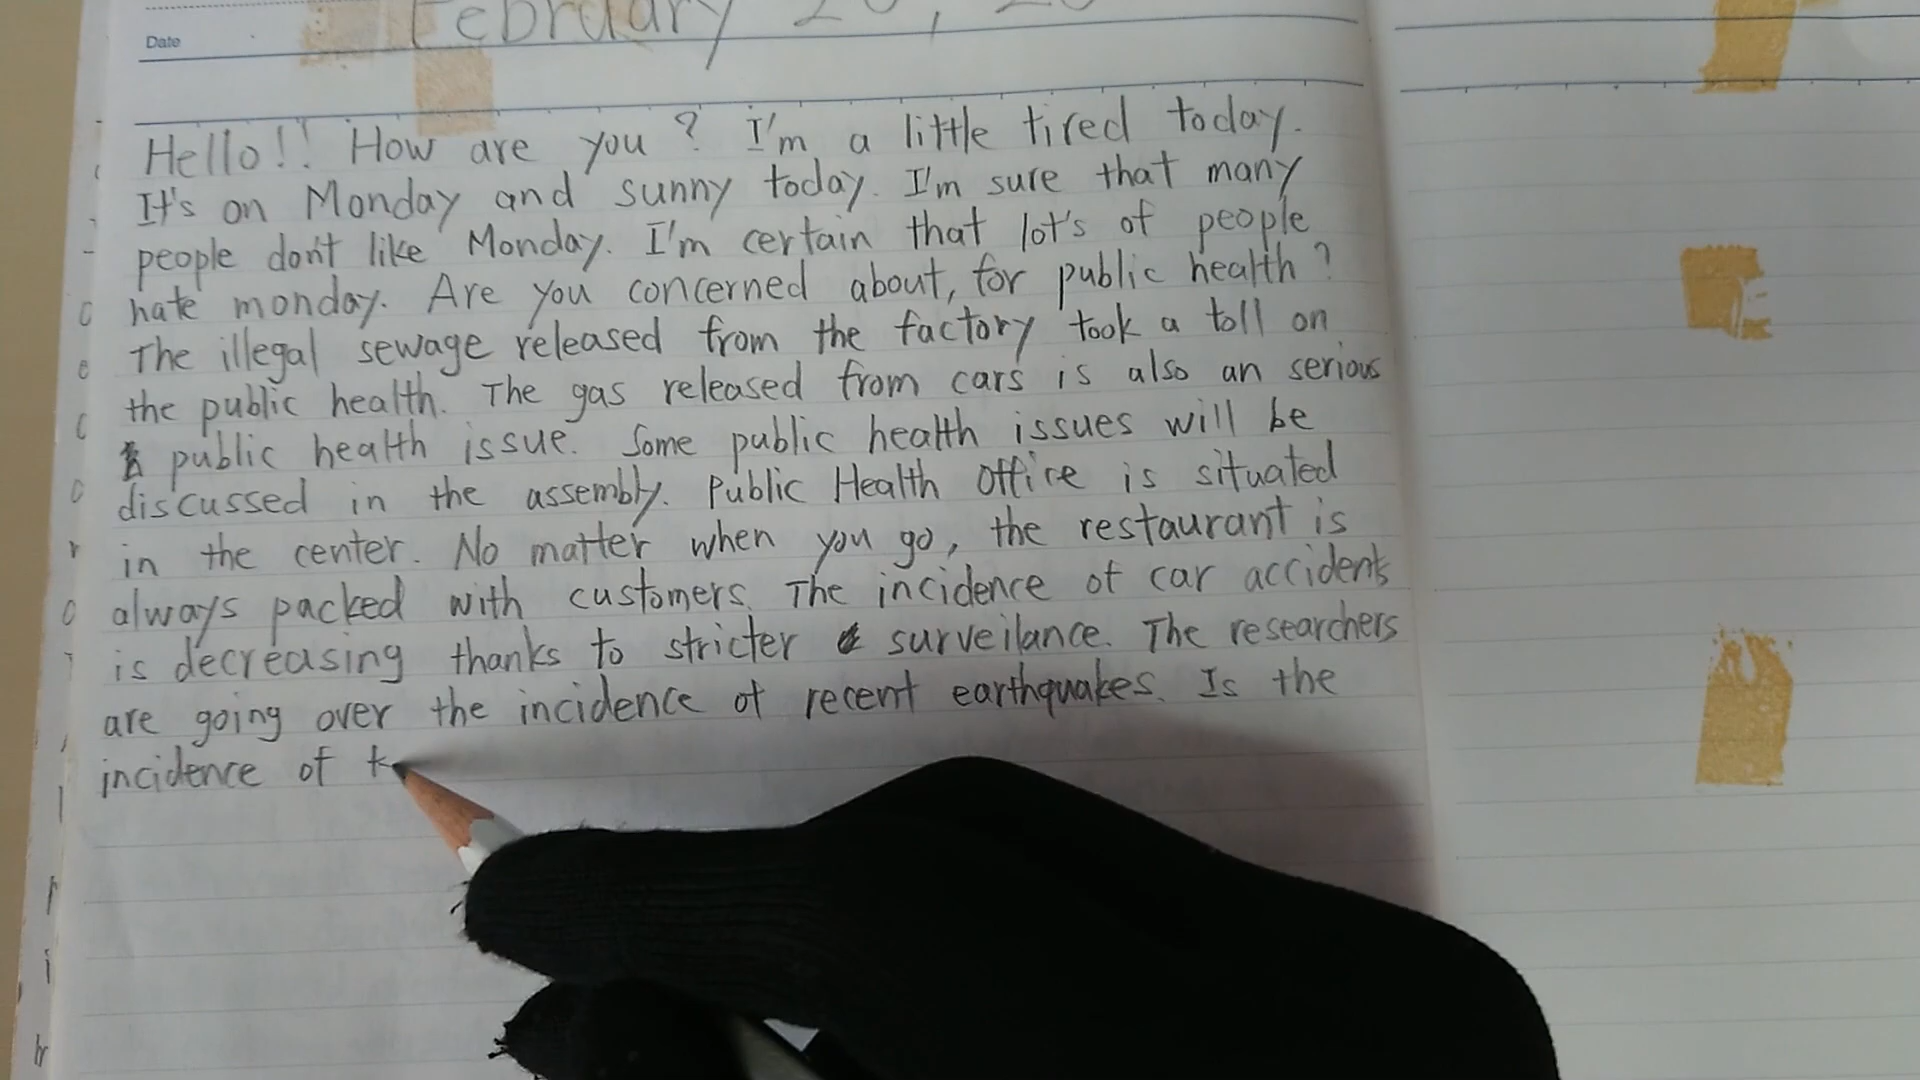 Date
February 20, 20
Hello!! How are you? I'm a little tired today.
It's on Monday and sunny today. I'm sure that many
people don't like Monday. I'm certain that lot's of people
hate monday. Are you concerned about, for public health?
The illegal sewage released from the factory took a toll on
the public health. The gas released from cars is also an serious
public health issue. Some public health issues will be
discussed in the assembly. Public Health Office is situated
in the center. No matter when you go, the restaurant is
always packed with customers. The incidence of car accidents
is decreasing thanks to stricter surveilance. The researchers
are going over the incidence of recent earthquakes. Is the
incidence of